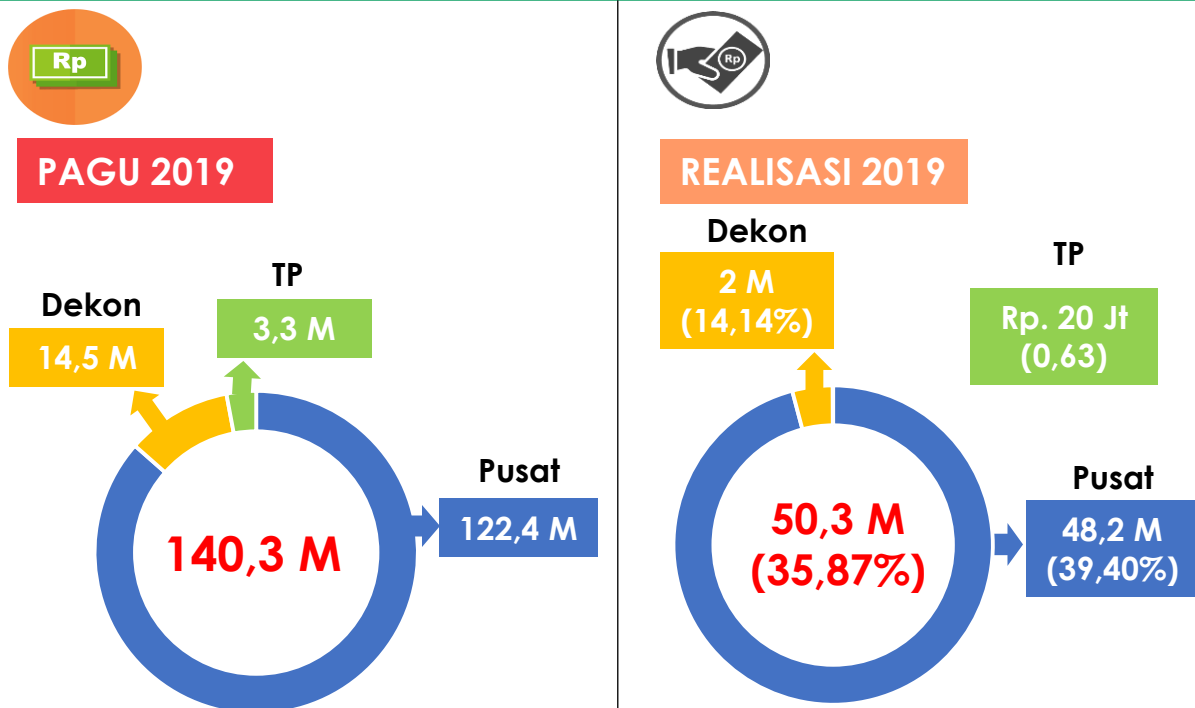 Rp
PAGU 2019
Dekon
14,5 M
TP
3,3 M
Pusat
122,4 M
140,3 M
Rp
REALISASI 2019
Dekon
2 M
(14,14%)
TP
Rp. 20 Jt
(0,63)
Pusat
48,2 M
(39,40%)
50,3 M
(35,87%)